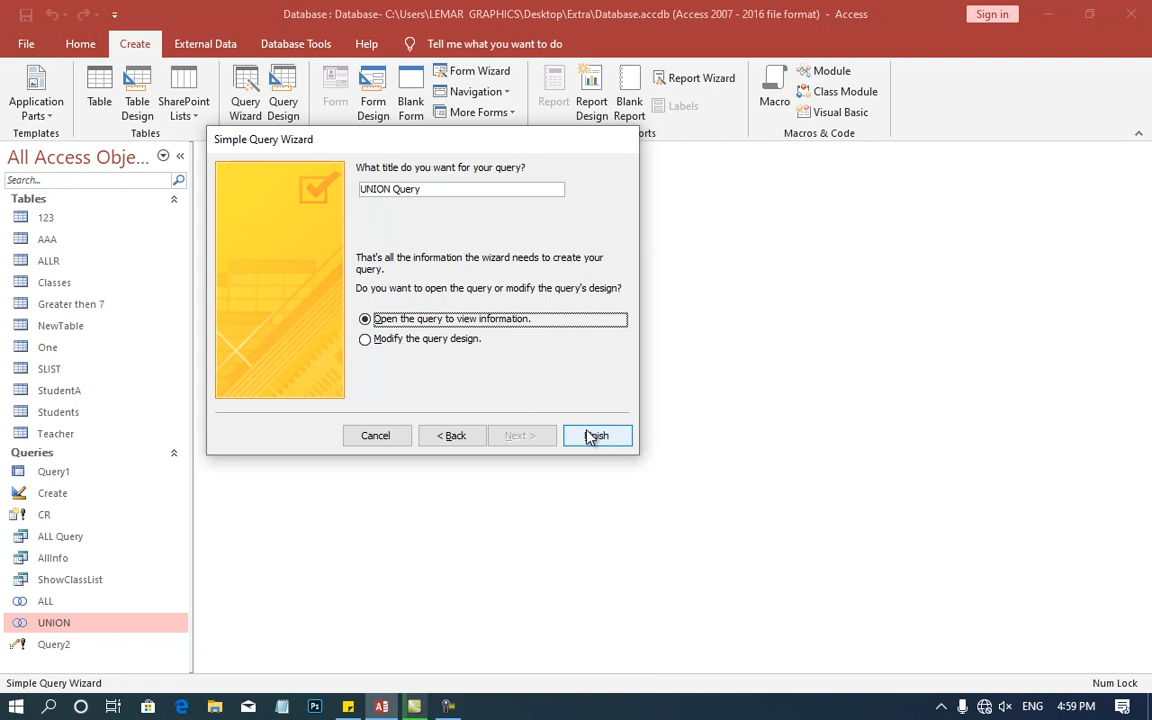 Database : Database- C:\Users\LEMAR GRAPHICS\Desktop\Extra\Database.accdb (Access 2007 - 2016 file format) - Access
Sign in
File Home Create External Data Database Tools Help Tell me what you want to do
Application Parts
Table
Table Design
SharePoint Lists
Query Wizard
Query Design
Form
Form Design
Blank Form
Form Wizard
Navigation
More Forms
Report
Report Design
Blank Report
Report Wizard
Labels
Macro
Module
Class Module
Visual Basic
Templates
Tables
Macros & Code
All Access Obje...
Search...
Tables
123
AAA
ALLR
Classes
Greater then 7
NewTable
One
SLIST
StudentA
Students
Teacher
Queries
Query1
Create
CR
ALL Query
AllInfo
ShowClassList
ALL
UNION
Query2
Simple Query Wizard
What title do you want for your query?
UNION Query
That's all the information the wizard needs to create your
query.
Do you want to open the query or modify the query's design?
Open the query to view information.
Modify the query design.
Cancel
< Back
Next >
Simple Query Wizard
Num Lock
ENG
4:59 PM